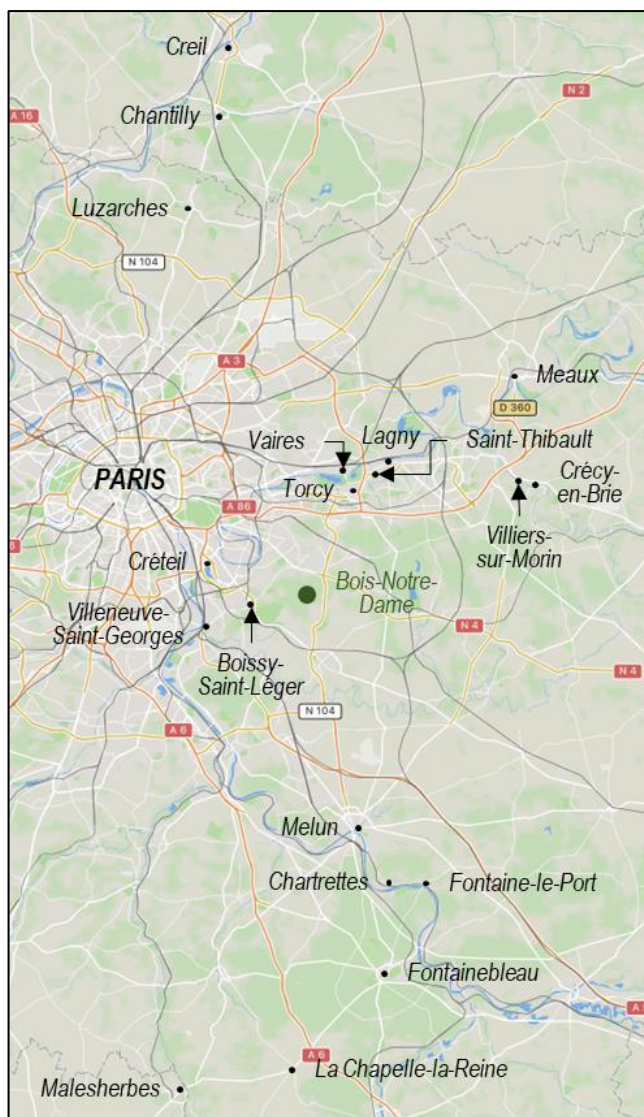 Creil
N 2
Chantilly
A 16
Luzarches
N 104
A 3
Meaux
D 360
Vaires
Lagny
Saint-Thibault
PARIS
Torcy
Crécy-
en-Brie
A 86
Villiers-
sur-Morin
Créteil
Bois-Notre-
Dame
Villeneuve-
Saint-Georges
N 4
Boissy-
Saint-Léger
N 4
N 104
A 6
Melun
Chartrettes
Fontaine-le-Port
Fontainebleau
A 6
La Chapelle-la-Reine
Malesherbes